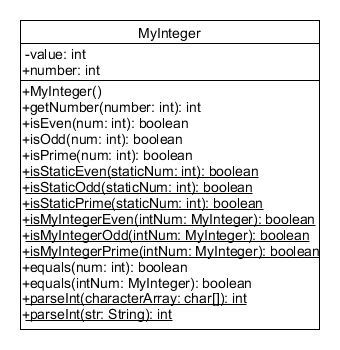 MyInteger
-value: int
+number: int
+MyInteger()
+getNumber(number: int): int
+isEven(num: int): boolean
+isOdd(num: int): boolean
+isPrime(num: int): boolean
+isStaticEven(staticNum: int): boolean
+isStaticOdd(staticNum: int): boolean
+isStaticPrime(staticNum: int): boolean
+isMyIntegerEven(intNum: MyInteger): boolean
+isMyIntegerOdd(intNum: MyInteger): boolean
+isMyIntegerPrime(intNum: MyInteger): boolean
+equals(num: int): boolean
+equals(intNum: MyInteger): boolean
+parseInt(characterArray: char[]): int
+parseInt(str: String): int